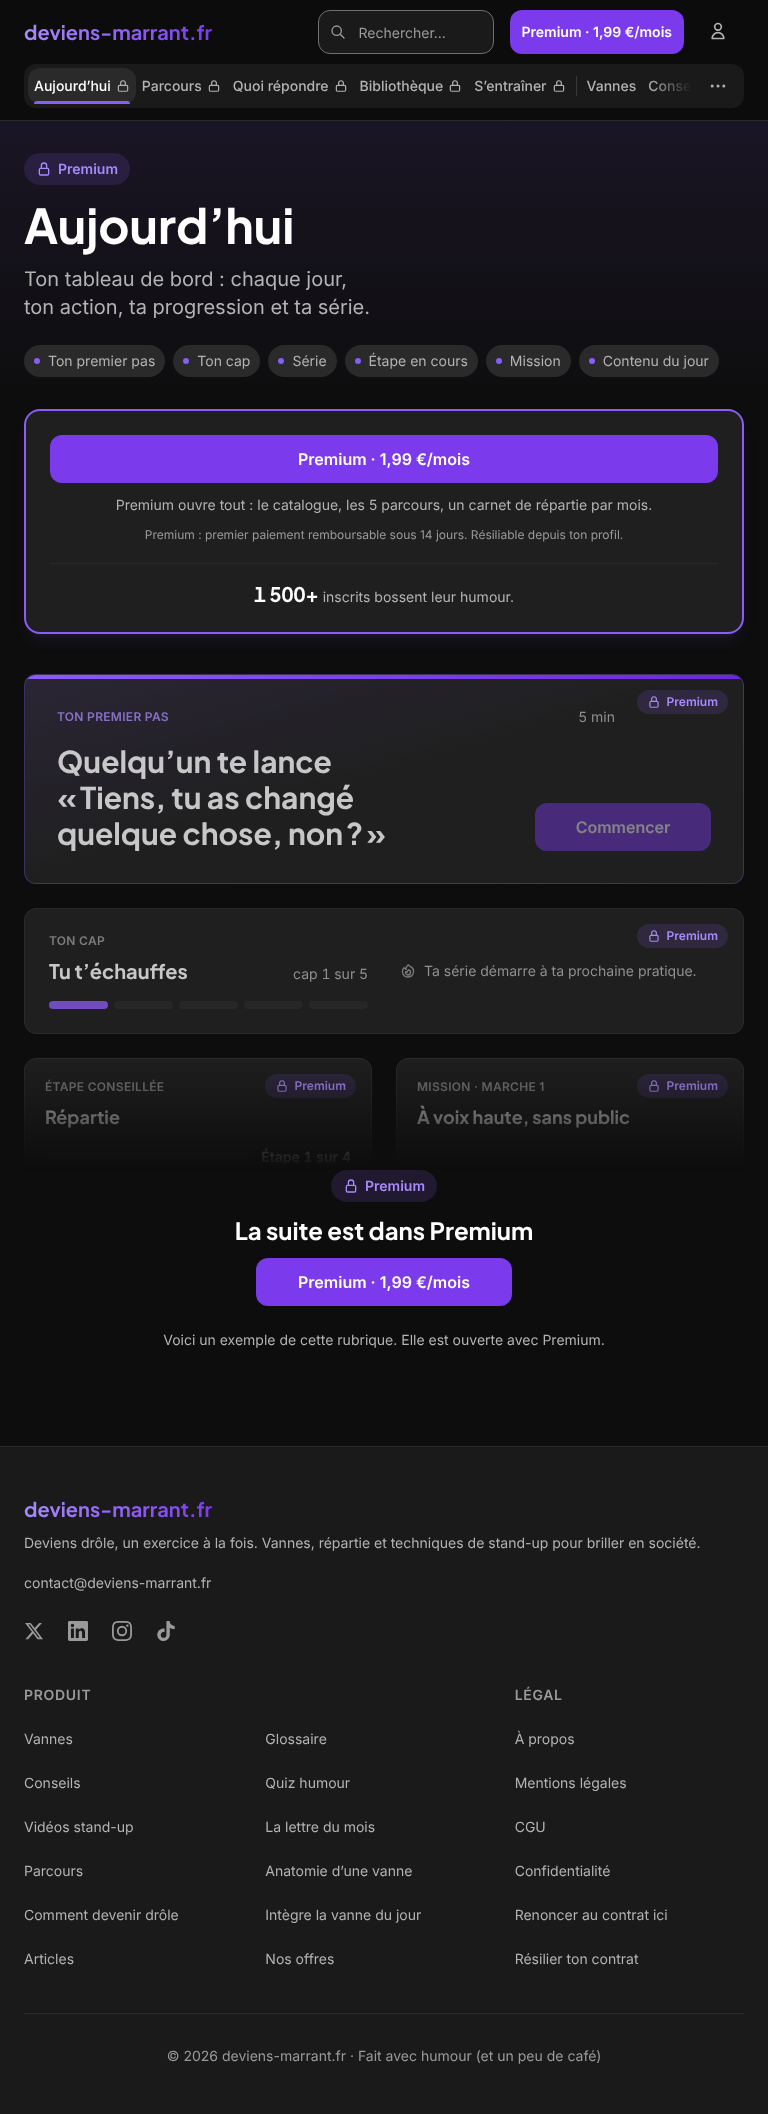 deviens-marrant.fr
Rechercher...
Premium · 1,99 €/mois
Aujourd’hui
Parcours
Quoi répondre
Bibliothèque
S’entraîner
Vannes
Conse
Premium
Aujourd’hui
Ton tableau de bord : chaque jour,
ton action, ta progression et ta série.
Ton premier pas
Ton cap
Série
Étape en cours
Mission
Contenu du jour
Premium · 1,99 €/mois
Premium ouvre tout : le catalogue, les 5 parcours, un carnet de répartie par mois.
Premium : premier paiement remboursable sous 14 jours. Résiliable depuis ton profil.
1 500+ inscrits bossent leur humour.
Premium
TON PREMIER PAS
5 min
Quelqu’un te lance
« Tiens, tu as changé
quelque chose, non ? »
Commencer
Premium
TON CAP
Tu t’échauffes
cap 1 sur 5
Ta série démarre à ta prochaine pratique.
ÉTAPE CONSEILLÉE
Premium
Répartie
Étape 1 sur 4
MISSION · MARCHE 1
Premium
À voix haute, sans public
Premium
La suite est dans Premium
Premium · 1,99 €/mois
Voici un exemple de cette rubrique. Elle est ouverte avec Premium.
deviens-marrant.fr
Deviens drôle, un exercice à la fois. Vannes, répartie et techniques de stand-up pour briller en société.
contact@deviens-marrant.fr
PRODUIT
Vannes
Conseils
Vidéos stand-up
Parcours
Comment devenir drôle
Articles
Glossaire
Quiz humour
La lettre du mois
Anatomie d’une vanne
Intègre la vanne du jour
Nos offres
LÉGAL
À propos
Mentions légales
CGU
Confidentialité
Renoncer au contrat ici
Résilier ton contrat
© 2026 deviens-marrant.fr · Fait avec humour (et un peu de café)